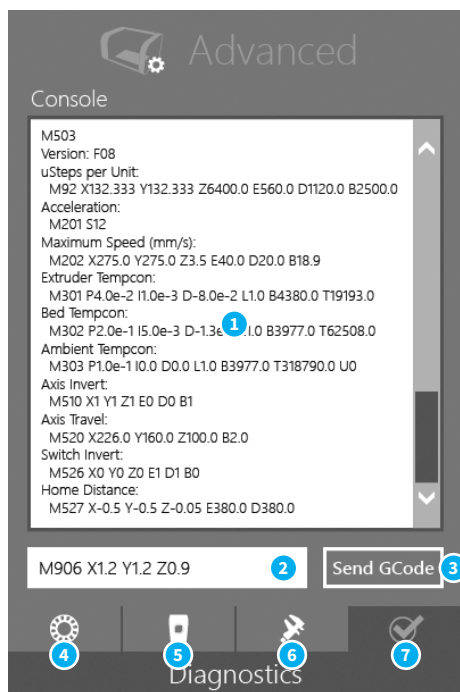 Advanced
Console
M503
Version: F08
uSteps per Unit:
M92 X132.333 Y132.333 Z6400.0 E560.0 D1120.0 B2500.0
Acceleration:
M201 S12
Maximum Speed (mm/s):
M202 X275.0 Y275.0 Z3.5 E40.0 D20.0 B18.9
Extruder Tempcon:
M301 P4.0e-2 I1.0e-3 D-8.0e-2 L1.0 B4380.0 T19193.0
Bed Tempcon:
M302 P2.0e-1 I5.0e-3 1 B3977.0 T62508.0
Ambient Tempcon:
M303 P1.0e-1 I0.0 D0.0 L1.0 B3977.0 T318790.0 U0
Axis Invert:
M510 X1 Y1 Z1 E0 D0 B1
Axis Travel:
M520 X226.0 Y160.0 Z100.0 B2.0
Switch Invert:
M526 X0 Y0 Z0 E1 D1 B0
Home Distance:
M527 X-0.5 Y-0.5 Z-0.05 E380.0 D380.0
M906 X1.2 Y1.2 Z0.9 2 Send GCode 3
4 5 6 7
Diagnostics